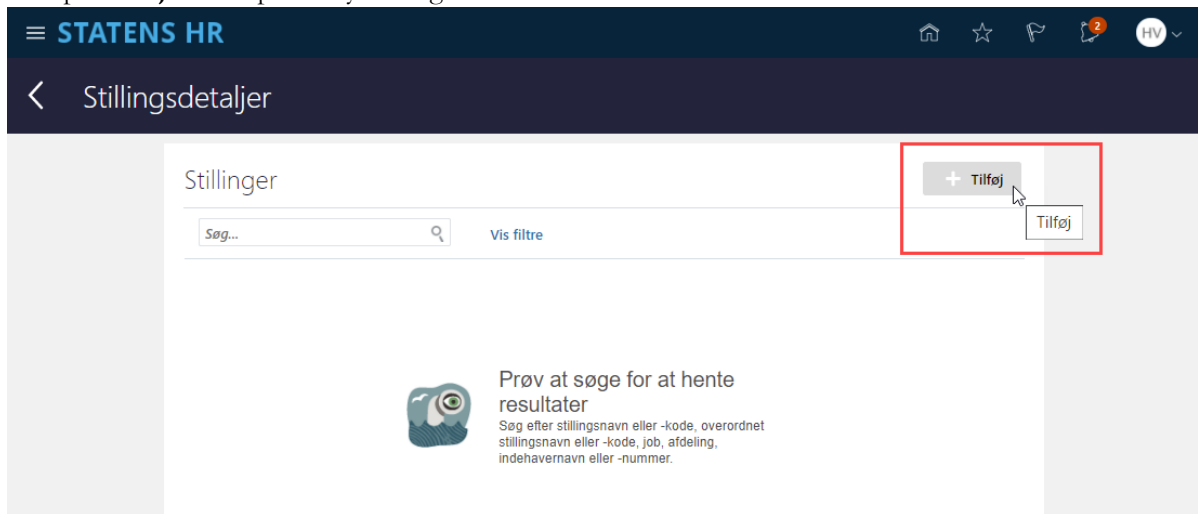 STATENS HR
2
HV
Stillingsdetaljer
Stillinger
Tilføj
Tilføj
Søg...
Vis filtre
Prøv at søge for at hente
resultater
Søg efter stillingsnavn eller -kode, overordnet
stillingsnavn eller -kode, job, afdeling,
indehavernavn eller -nummer.